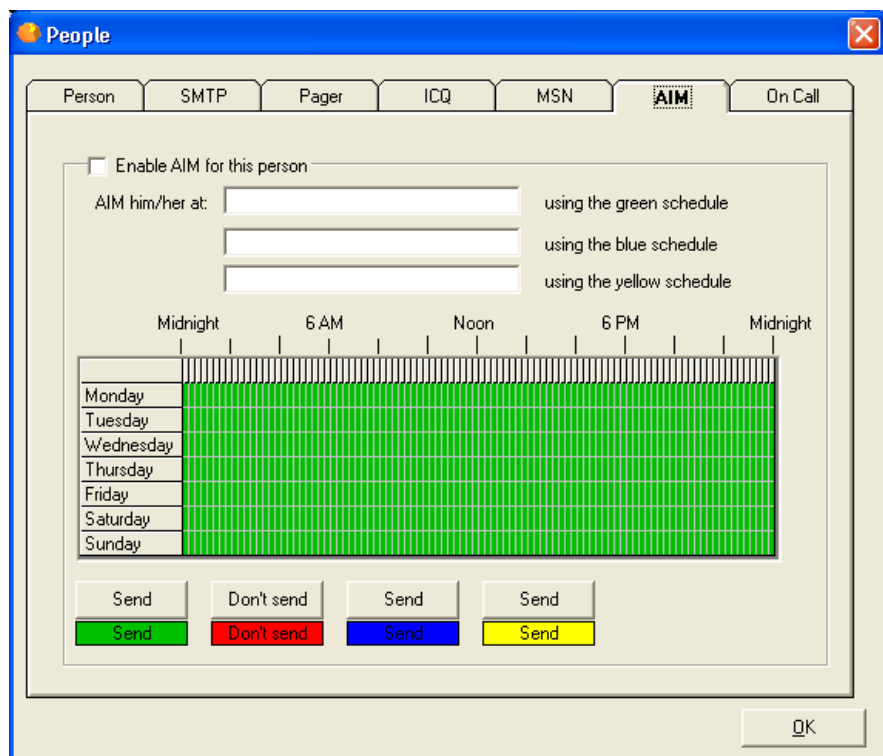 People
Person SMTP Pager ICQ MSN AIM On Call
Enable AIM for this person
AIM him/her at: using the green schedule
using the blue schedule
using the yellow schedule
Midnight 6 AM Noon 6 PM Midnight
Monday
Tuesday
Wednesday
Thursday
Friday
Saturday
Sunday
Send Don't send Send Send
Send Don't send Send Send
OK